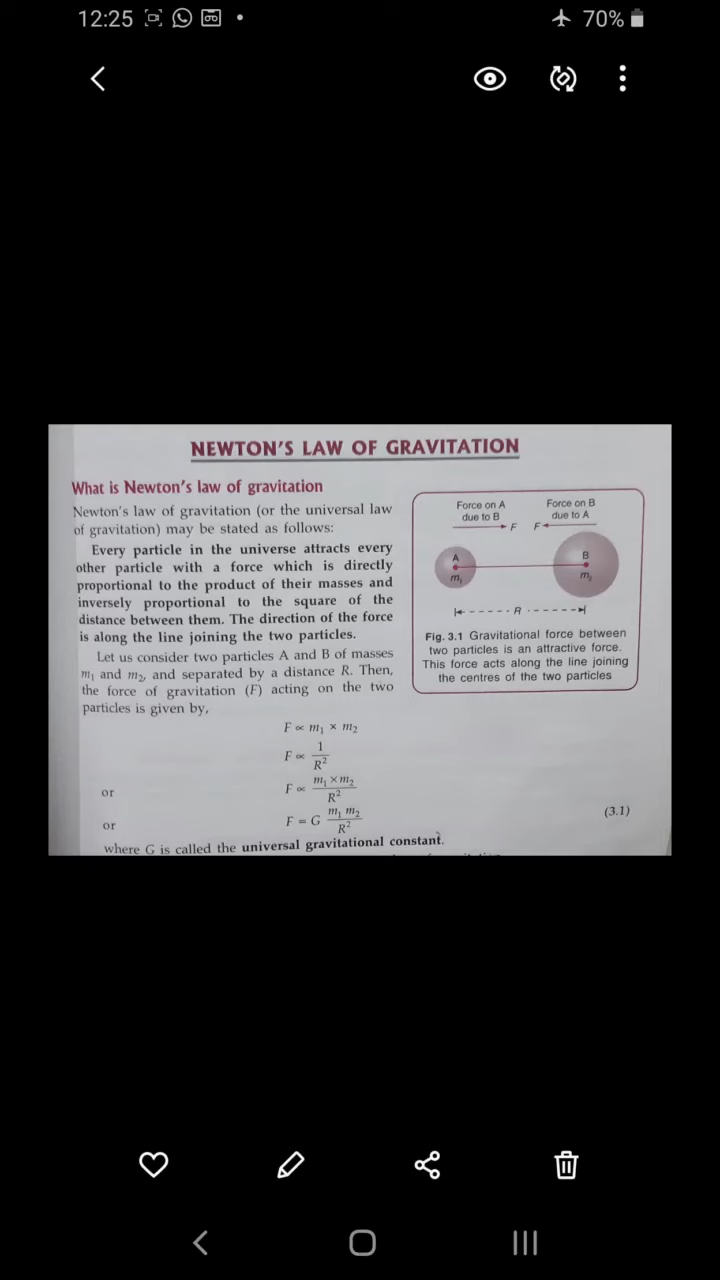 12:25
70%
NEWTON'S LAW OF GRAVITATION
What is Newton's law of gravitation
Newton's law of gravitation (or the universal law
of gravitation) may be stated as follows:
Every particle in the universe attracts every
other particle with a force which is directly
proportional to the product of their masses and
inversely proportional to the square of the
distance between them. The direction of the force
is along the line joining the two particles.
Let us consider two particles A and B of masses
m₁ and m₂, and separated by a distance R. Then,
the force of gravitation (F) acting on the two
particles is given by,
Force on A
due to B
Force on B
due to A
F F
A B
m₁ m₂
R
Fig. 3.1 Gravitational force between
two particles is an attractive force.
This force acts along the line joining
the centres of the two particles
F ∝ m₁ × m₂
F ∝ 1/R²
or F ∝ m₁ × m₂/R²
or F = G m₁ m₂/R² (3.1)
where G is called the universal gravitational constant.